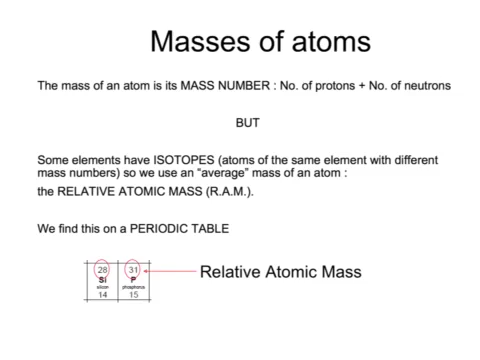 Masses of atoms
The mass of an atom is its MASS NUMBER : No. of protons + No. of neutrons
BUT
Some elements have ISOTOPES (atoms of the same element with different
mass numbers) so we use an “average” mass of an atom :
the RELATIVE ATOMIC MASS (R.A.M.).
We find this on a PERIODIC TABLE
28 31 Relative Atomic Mass
Si P
silicon phosphorus
14 15